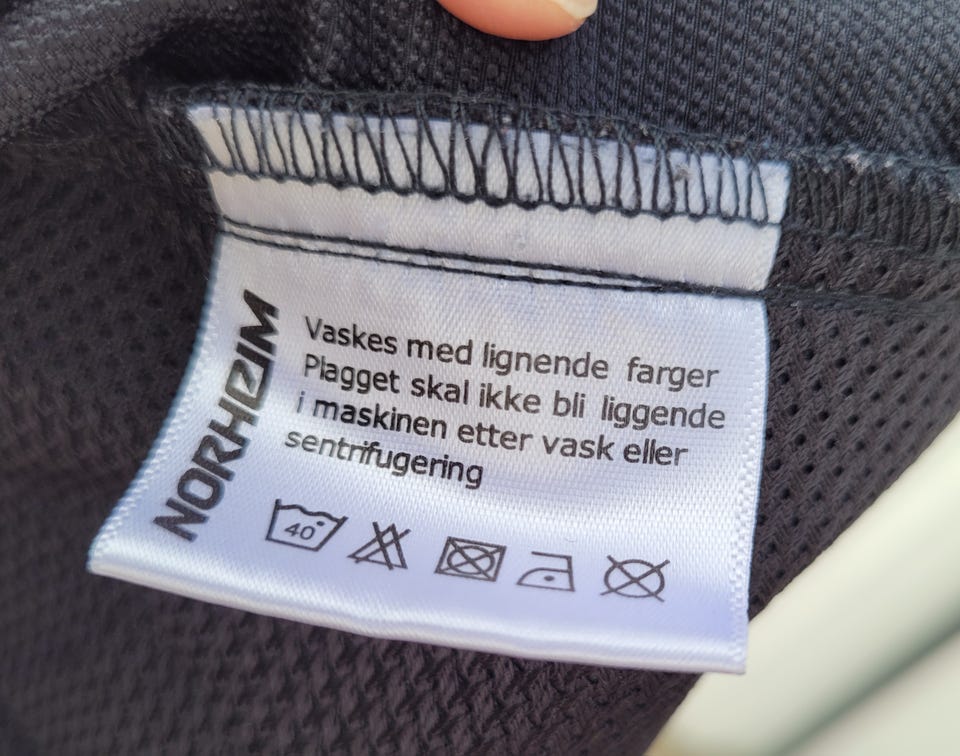 NORHEIM
Vaskes med lignende farger
Plagget skal ikke bli liggende
i maskinen etter vask eller
sentrifugering
40°